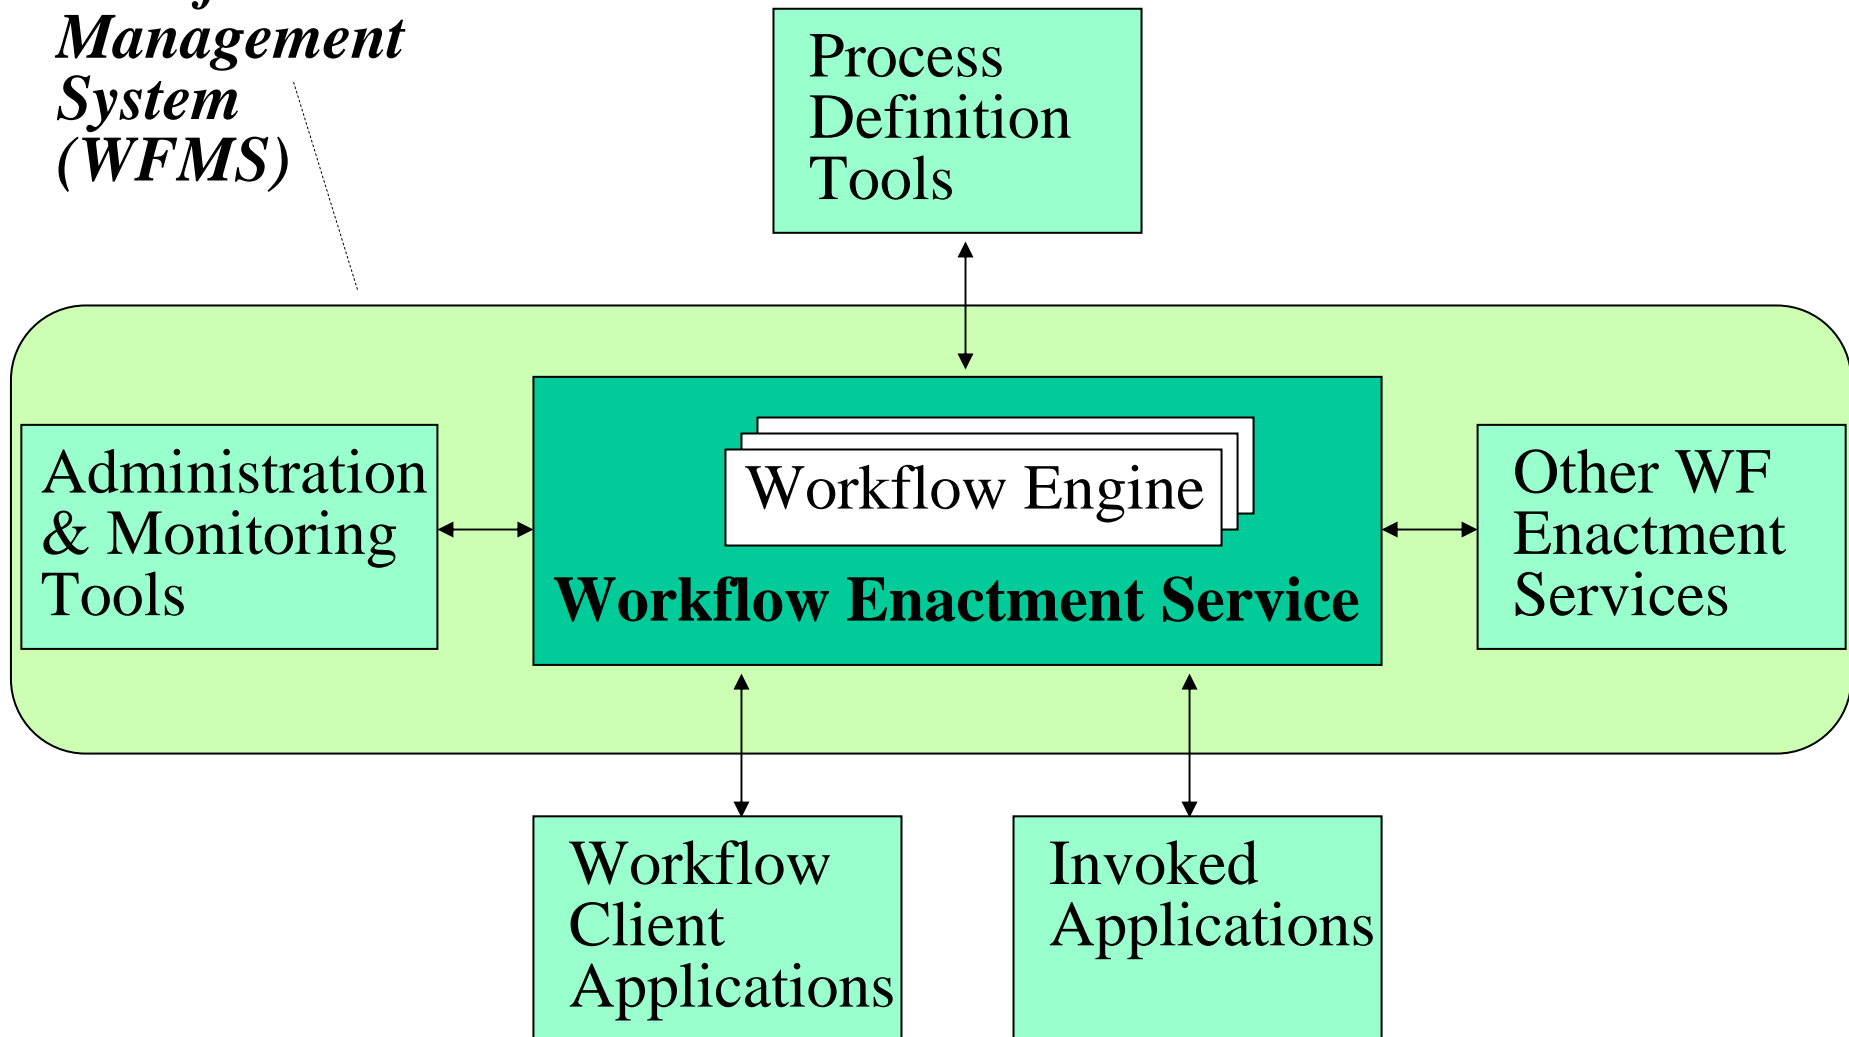 Management
System
(WFMS)
Process
Definition
Tools
Administration
& Monitoring
Tools
Workflow Engine
Workflow Enactment Service
Other WF
Enactment
Services
Workflow
Client
Applications
Invoked
Applications